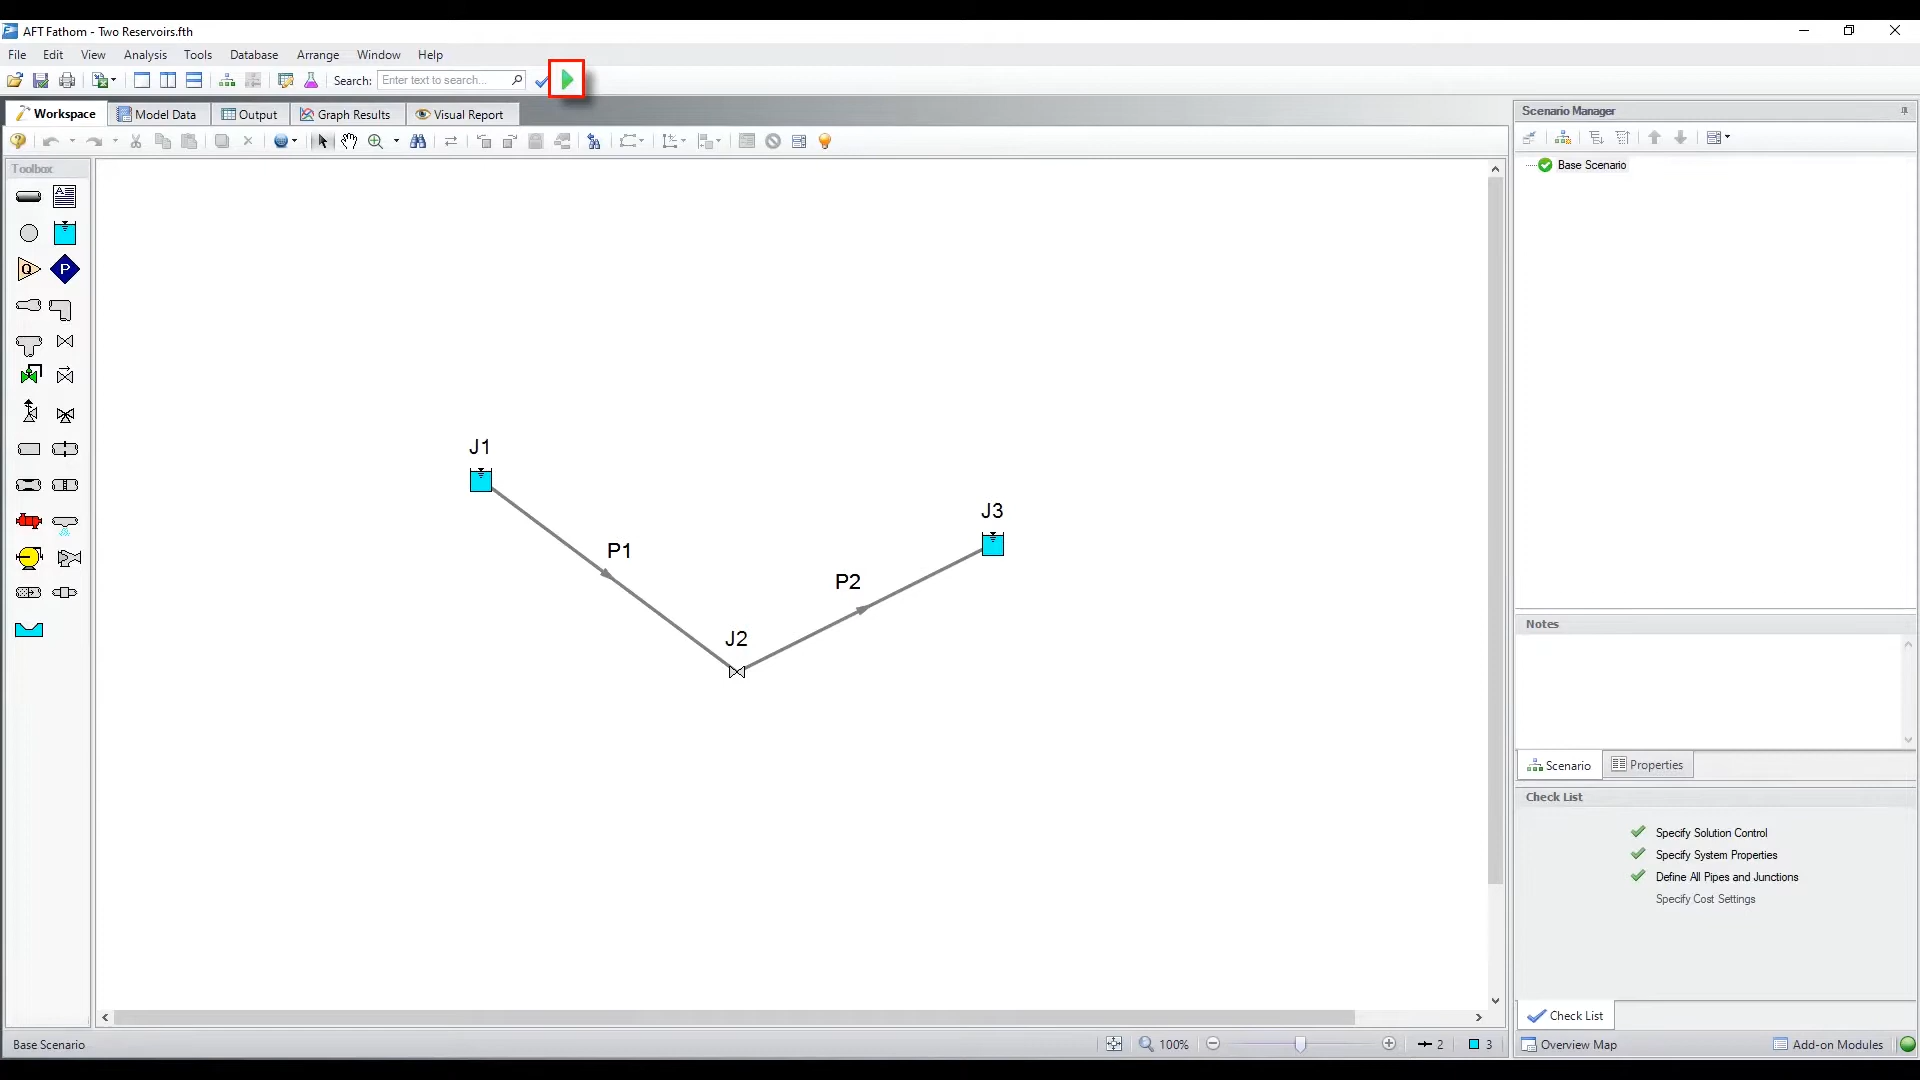 AFT Fathom - Two Reservoirs.fth
File Edit View Analysis Tools Database Arrange Window Help
Search: Enter text to search...
Workspace Model Data Output Graph Results Visual Report
Toolbox
A
Q P
J1
P1
J2
P2
J3
Scenario Manager
Base Scenario
Notes
Scenario Properties
Check List
Specify Solution Control
Specify System Properties
Define All Pipes and Junctions
Specify Cost Settings
Check List
Base Scenario 100% 2 3 Overview Map Add-on Modules